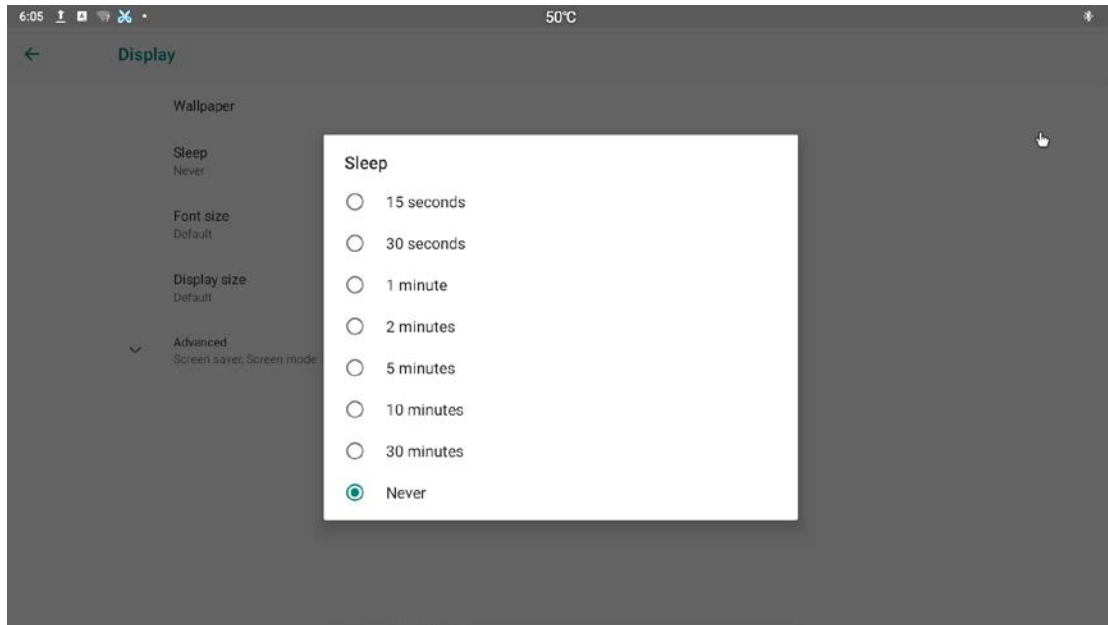 6:05
50°C
Display
Wallpaper
Sleep
Never
Font size
Default
Display size
Default
Advanced
Screen saver, Screen mode
Sleep
15 seconds
30 seconds
1 minute
2 minutes
5 minutes
10 minutes
30 minutes
Never